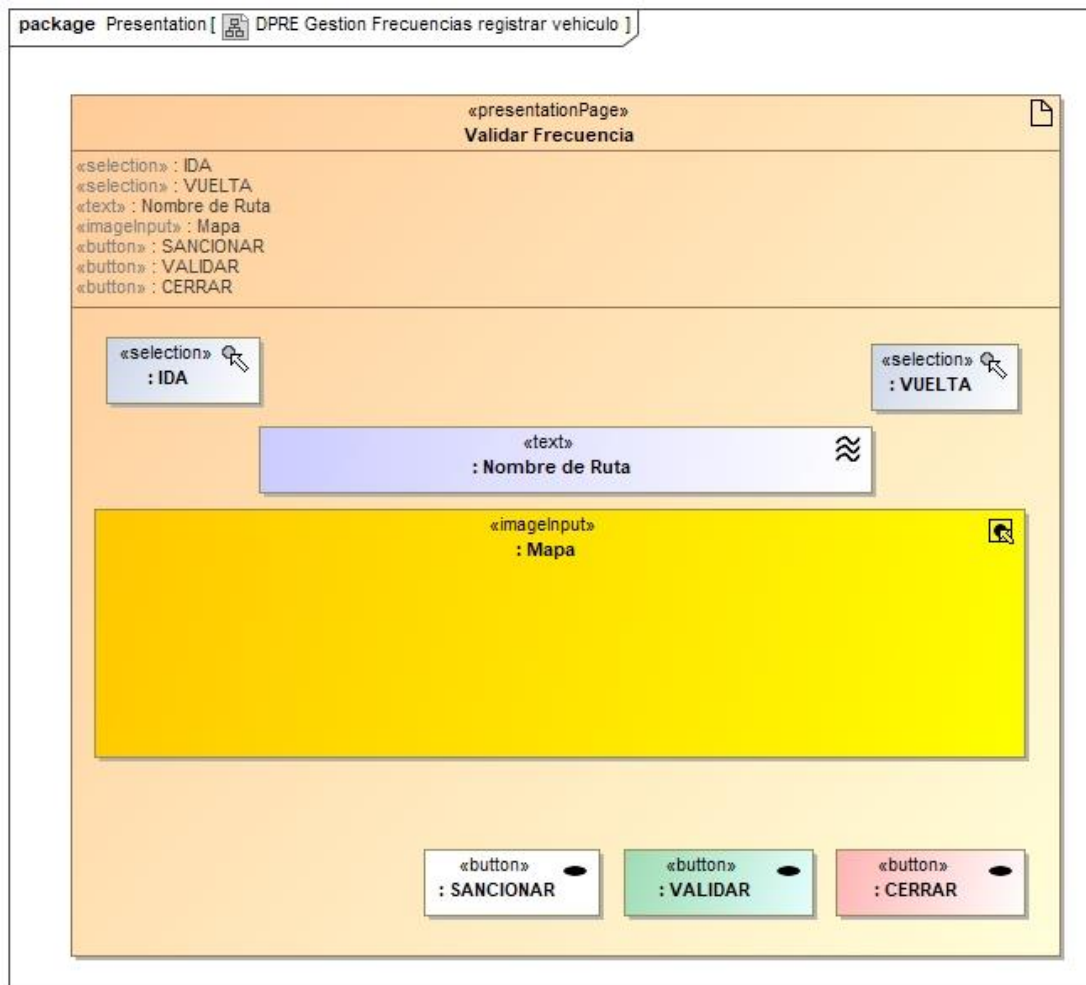 package Presentation [ DPRE Gestion Frecuencias registrar vehiculo ]
«presentationPage»
Validar Frecuencia
«selection» : IDA
«selection» : VUELTA
«text» : Nombre de Ruta
«imageInput» : Mapa
«button» : SANCIONAR
«button» : VALIDAR
«button» : CERRAR
«selection»
: IDA
«selection»
: VUELTA
«text»
: Nombre de Ruta
«imageInput»
: Mapa
«button»
: SANCIONAR
«button»
: VALIDAR
«button»
: CERRAR